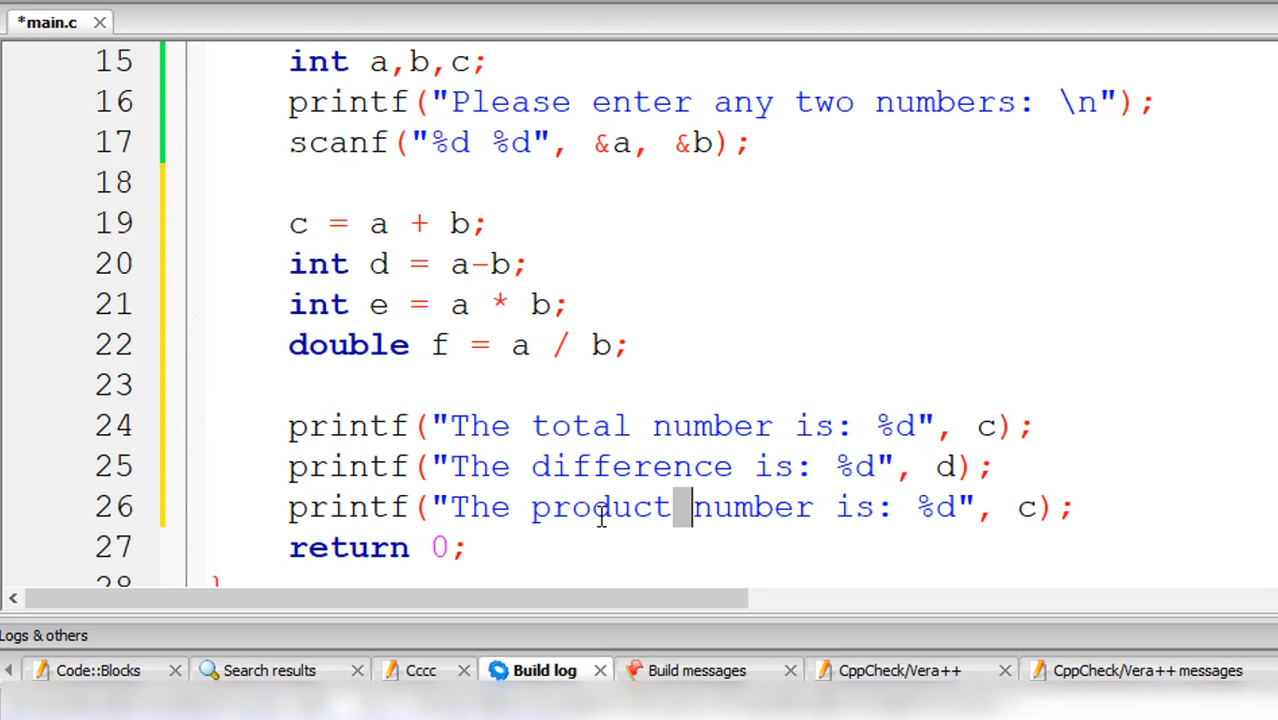 *main.c
15 int a,b,c;
16 printf("Please enter any two numbers: \n");
17 scanf("%d %d", &a, &b);
18
19 c = a + b;
20 int d = a-b;
21 int e = a * b;
22 double f = a / b;
23
24 printf("The total number is: %d", c);
25 printf("The difference is: %d", d);
26 printf("The product number is: %d", c);
27 return 0;
28 }
Logs & others
Code::Blocks Search results Cccc Build log Build messages CppCheck/Vera++ CppCheck/Vera++ messages